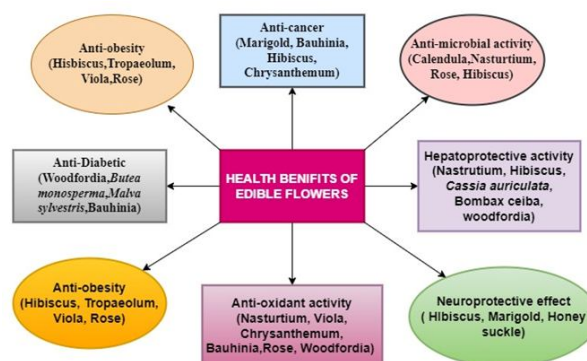 Anti-obesity
(Hisbiscus,Tropaeolum,
Viola,Rose)
Anti-cancer
(Marigold, Bauhinia,
Hibiscus,
Chrysanthemum)
Anti-microbial activity
(Calendula,Nasturtium,
Rose, Hibiscus)
Anti-Diabetic
(Woodfordia,Butea
monosperma,Malva
sylvestris,Bauhinia)
HEALTH BENIFITS OF
EDIBLE FLOWERS
Hepatoprotective activity
(Nastrutium, Hibiscus,
Cassia auriculata,
Bombax ceiba,
woodfordia)
Anti-obesity
(Hibiscus, Tropaeolum,
Viola, Rose)
Anti-oxidant activity
(Nasturtium, Viola,
Chrysanthemum,
Bauhinia,Rose, Woodfordia)
Neuroprotective effect
( Hibiscus, Marigold, Honey
suckle)